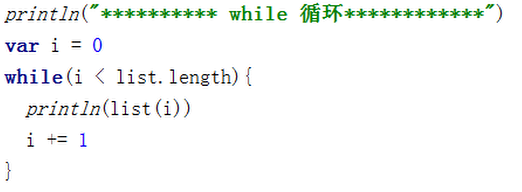 println("********** while 循环************")
var i = 0
while(i < list.length){
  println(list(i))
  i += 1
}